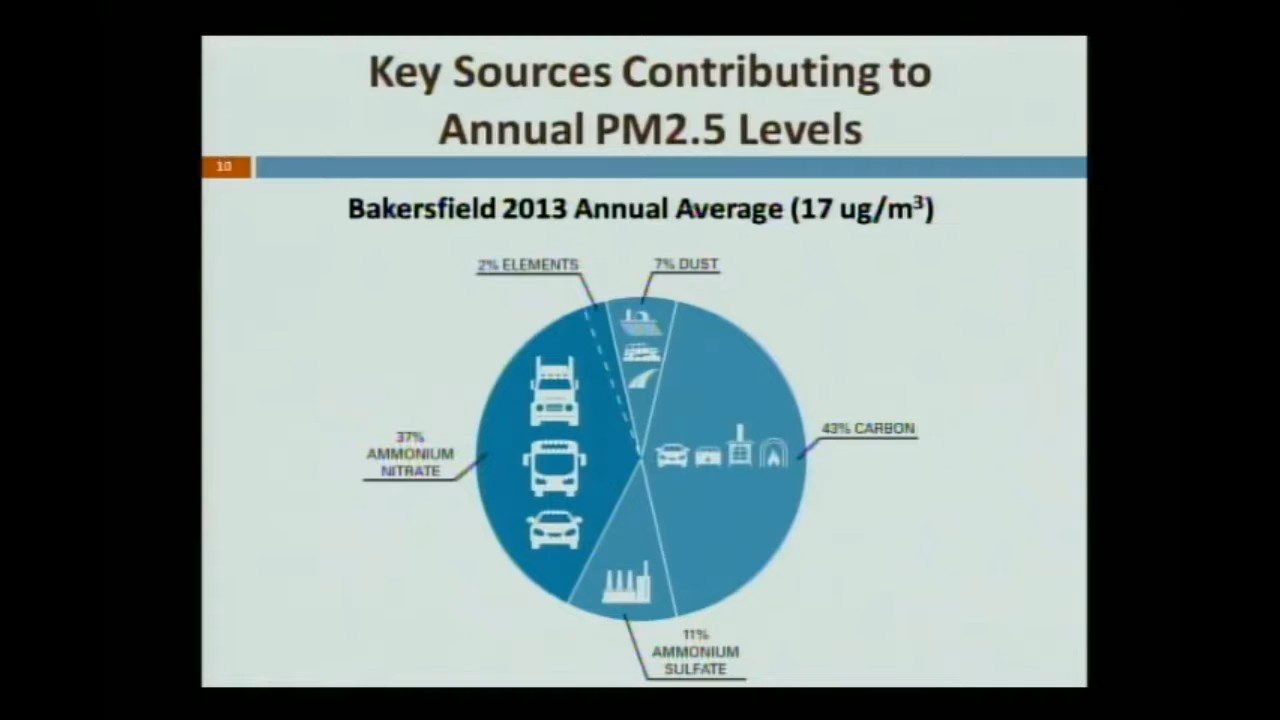 Key Sources Contributing to
Annual PM2.5 Levels
10
Bakersfield 2013 Annual Average (17 ug/m³)
2% ELEMENTS
7% DUST
37%
AMMONIUM
NITRATE
43% CARBON
11%
AMMONIUM
SULFATE